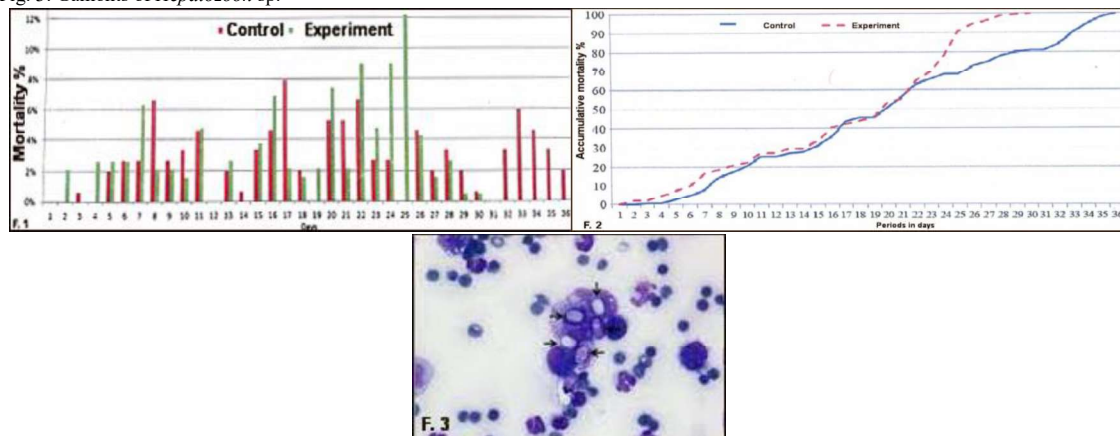 Fig. 3. Gamonts of Hepatozoon sp.
Control Experiment
Mortality %
12%
10%
8%
6%
4%
2%
0%
1 2 3 4 5 6 7 8 9 10 11 12 13 14 15 16 17 18 19 20 21 22 23 24 25 26 27 28 29 30 31 32 33 34 35 36
F. 1
Control Experiment
Accumulative mortality %
100
90
80
70
60
50
40
30
20
10
0
1 2 3 4 5 6 7 8 9 10 11 12 13 14 15 16 17 18 19 20 21 22 23 24 25 26 27 28 29 30 31 32 33 34 35 36
Periods in days
F. 2
F. 3